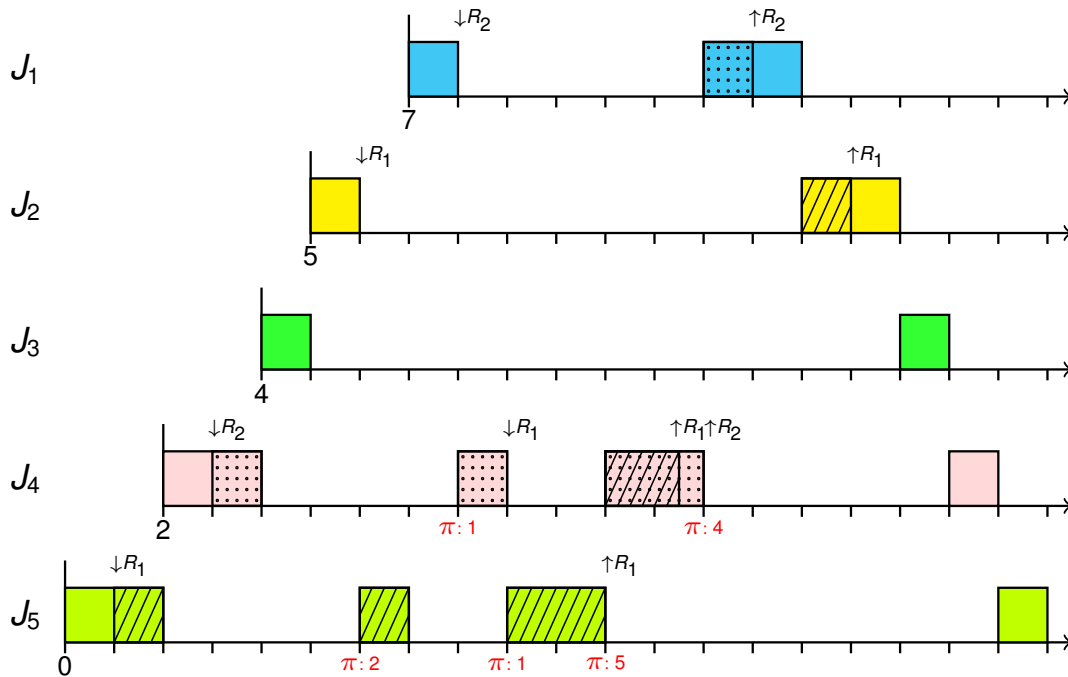 ↓R₂ ↑R₂
J₁
7
↓R₁ ↑R₁
J₂
5
J₃
4
↓R₂ ↓R₁ ↑R₁↑R₂
J₄
2 π: 1 π: 4
↓R₁ ↑R₁
J₅
0 π: 2 π: 1 π: 5